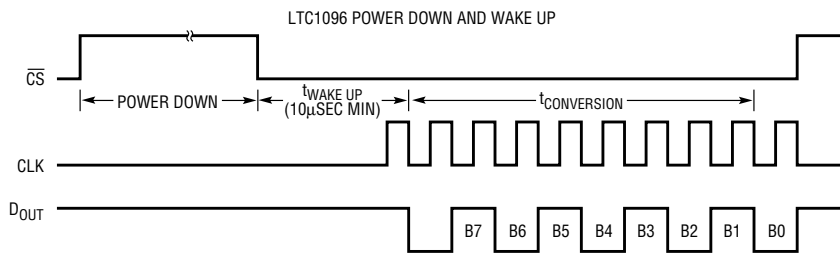 LTC1096 POWER DOWN AND WAKE UP
CS
POWER DOWN
tWAKE UP
(10µSEC MIN)
tCONVERSION
CLK
DOUT
B7 B6 B5 B4 B3 B2 B1 B0